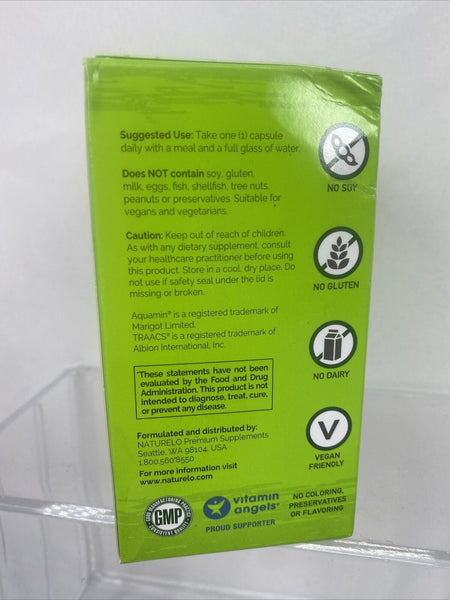 Suggested Use: Take one (1) capsule
daily with a meal and a full glass of water.
Does NOT contain soy, gluten,
milk, eggs, fish, shellfish, tree nuts,
peanuts or preservatives. Suitable for
vegans and vegetarians.
Caution: Keep out of reach of children.
As with any dietary supplement, consult
your healthcare practitioner before using
this product. Store in a cool, dry place. Do
not use if safety seal under the lid is
missing or broken.
Aquamin® is a registered trademark of
Marigot Limited.
TRAACS® is a registered trademark of
Albion International, Inc.
*These statements have not been
evaluated by the Food and Drug
Administration. This product is not
intended to diagnose, treat, cure,
or prevent any disease.
Formulated and distributed by:
NATURELO Premium Supplements
Seattle, WA 98104, USA
1.800.560.8550
For more information visit
www.naturelo.com
NO SOY
NO GLUTEN
NO DAIRY
V
VEGAN
FRIENDLY
GOOD MANUFACTURING PRACTICE
GMP
CONSISTENT QUALITY
vitamin
angels®
PROUD SUPPORTER
NO COLORING,
PRESERVATIVES
OR FLAVORING